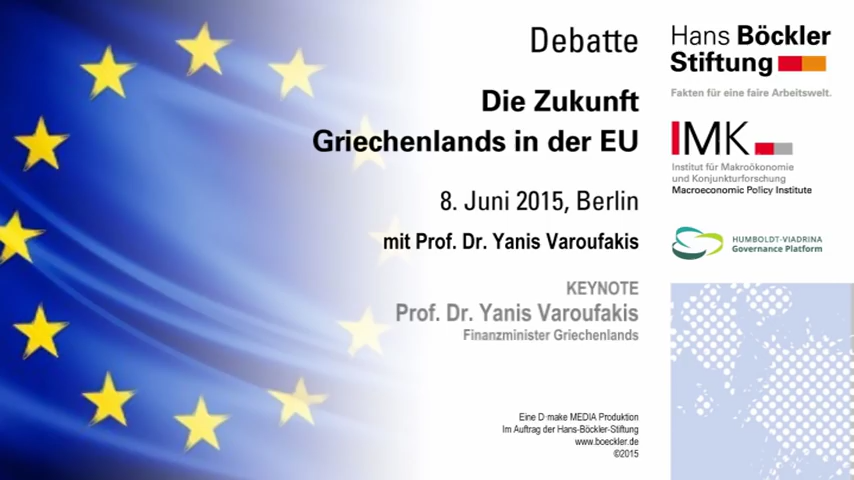 Debatte
Die Zukunft
Griechenlands in der EU
8. Juni 2015, Berlin
mit Prof. Dr. Yanis Varoufakis
KEYNOTE
Prof. Dr. Yanis Varoufakis
Finanzminister Griechenlands
Eine D·make MEDIA Produktion
Im Auftrag der Hans-Böckler-Stiftung
www.boeckler.de
©2015
Hans Böckler
Stiftung
Fakten für eine faire Arbeitswelt.
IMK
Institut für Makroökonomie
und Konjunkturforschung
Macroeconomic Policy Institute
HUMBOLDT-VIADRINA
Governance Platform